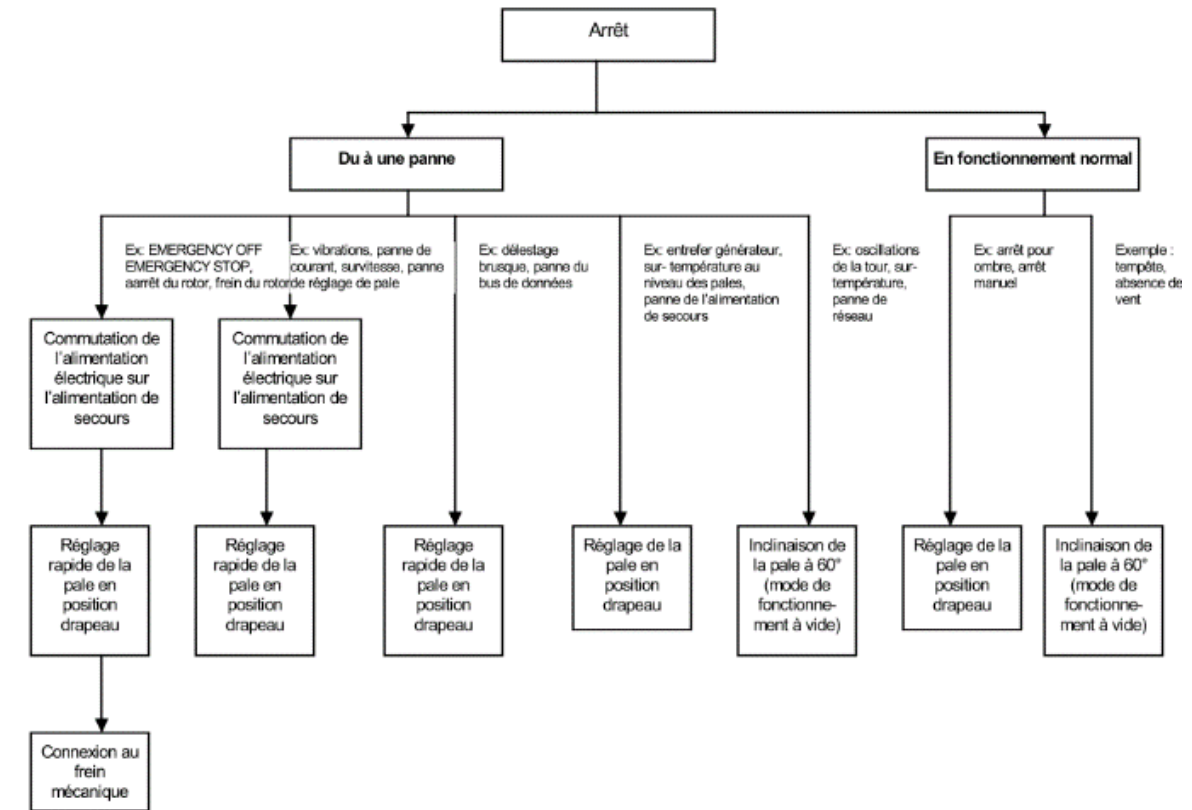 Arrêt
Du à une panne
En fonctionnement normal
Ex: EMERGENCY OFF
EMERGENCY STOP,
aarrêt du rotor, frein du rotor
Ex: vibrations, panne de
courant, survitesse, panne
de réglage de pale
Ex: délestage
brusque, panne du
bus de données
Ex: entrefer générateur,
sur- température au
niveau des pales,
panne de l'alimentation
de secours
Ex: oscillations
de la tour, sur-
température,
panne de
réseau
Ex: arrêt pour
ombre, arrêt
manuel
Exemple :
tempête,
absence de
vent
Commutation de
l'alimentation
électrique sur
l'alimentation de
secours
Commutation de
l'alimentation
électrique sur
l'alimentation de
secours
Réglage
rapide de la
pale en
position
drapeau
Réglage
rapide de la
pale en
position
drapeau
Réglage
rapide de la
pale en
position
drapeau
Réglage de la
pale en
position
drapeau
Inclinaison de
la pale à 60°
(mode de
fonctionne-
ment à vide)
Réglage de la
pale en
position
drapeau
Inclinaison de
la pale à 60°
(mode de
fonctionne-
ment à vide)
Connexion au
frein
mécanique